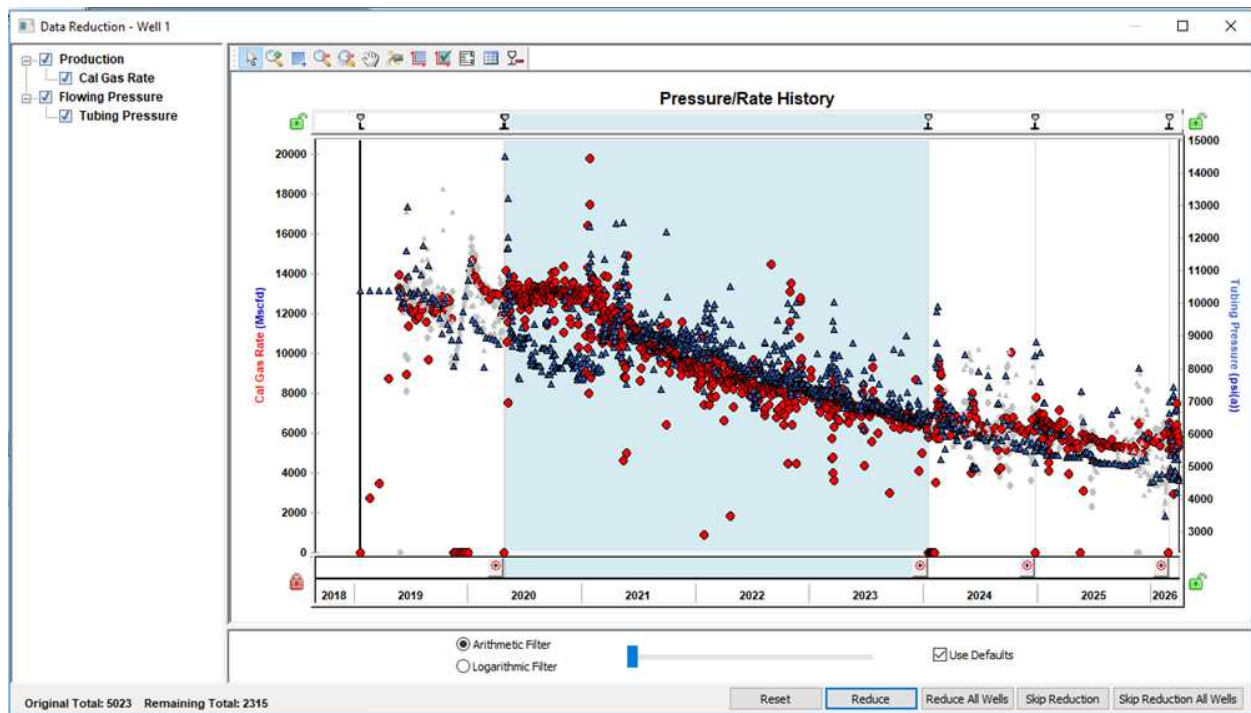 Data Reduction - Well 1
Production
Cal Gas Rate
Flowing Pressure
Tubing Pressure
Pressure/Rate History
Cal Gas Rate (Mscfd)
20000
18000
16000
14000
12000
10000
8000
6000
4000
2000
0
15000
14000
13000
12000
11000
10000
9000
8000
7000
6000
5000
4000
3000
Tubing Pressure (psi(a))
2018 2019 2020 2021 2022 2023 2024 2025 2026
Arithmetic Filter
Logarithmic Filter
Use Defaults
Original Total: 5023 Remaining Total: 2315
Reset Reduce Reduce All Wells Skip Reduction Skip Reduction All Wells